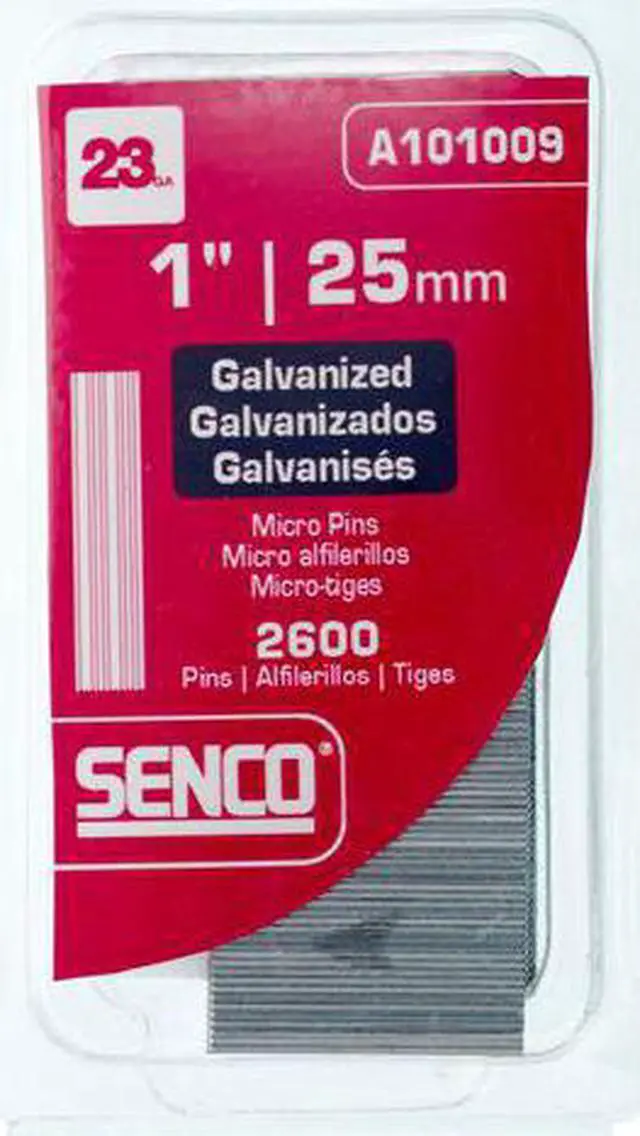 23GA
A101009
1" | 25mm
Galvanized
Galvanizados
Galvanisés
Micro Pins
Micro alfilerillos
Micro-tiges
2600
Pins | Alfilerillos | Tiges
SENCO®